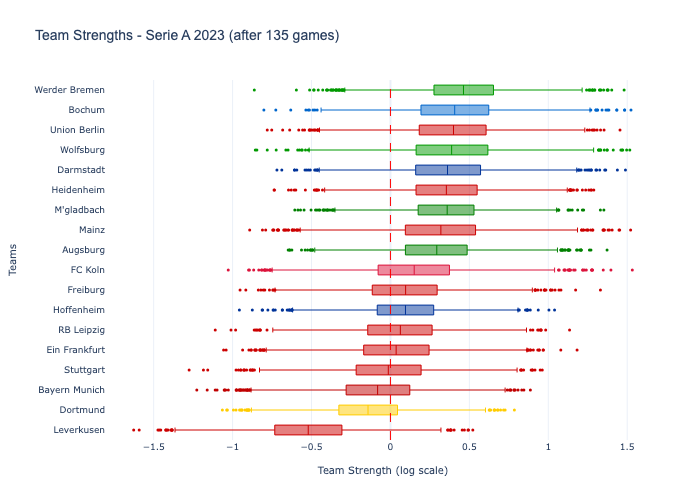 Team Strengths - Serie A 2023 (after 135 games)
Werder Bremen
Bochum
Union Berlin
Wolfsburg
Darmstadt
Heidenheim
M'gladbach
Mainz
Augsburg
FC Koln
Freiburg
Hoffenheim
RB Leipzig
Ein Frankfurt
Stuttgart
Bayern Munich
Dortmund
Leverkusen
Teams
−1.5 −1 −0.5 0 0.5 1 1.5
Team Strength (log scale)